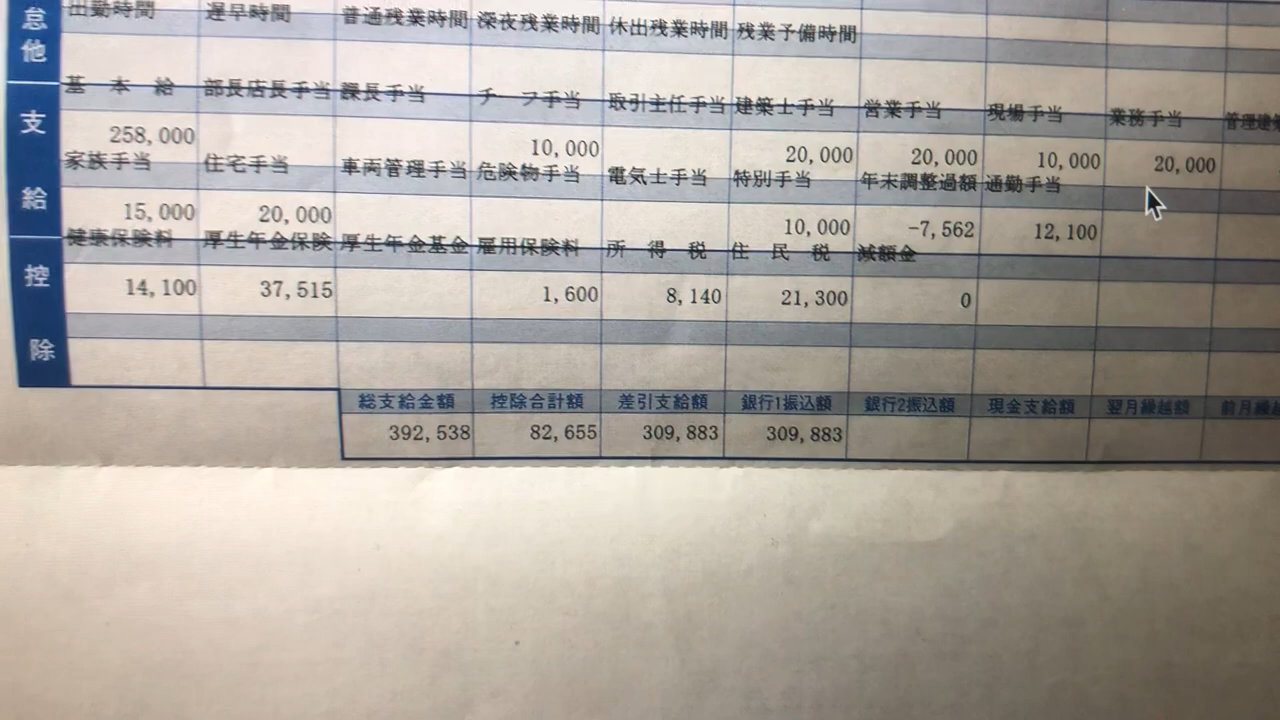 怠他
出勤時間 遅早時間 普通残業時間 深夜残業時間 休出残業時間 残業予備時間
支給
基本給 部長店長手当 課長手当 チーフ手当 取引主任手当 建築士手当 営業手当 現場手当 業務手当
258,000 10,000 20,000 20,000 10,000 20,000
家族手当 住宅手当 車両管理手当 危険物手当 電気士手当 特別手当 年末調整過額 通勤手当
15,000 20,000 10,000 -7,562 12,100
控除
健康保険料 厚生年金保険 厚生年金基金 雇用保険料 所得税 住民税 減額金
14,100 37,515 1,600 8,140 21,300 0
総支給金額 控除合計額 差引支給額 銀行1振込額 銀行2振込額 現金支給額 翌月繰越額
392,538 82,655 309,883 309,883